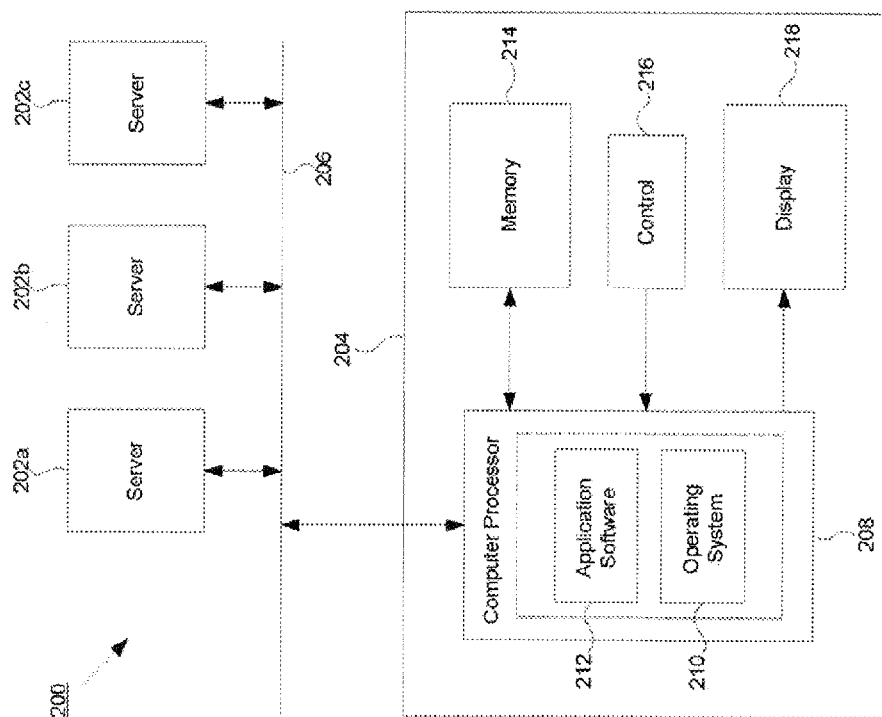 200
202a
Server
202b
Server
202c
Server
206
204
Computer Processor
Application
Software
Operating
System
212
210
208
Memory
214
Control
216
Display
218